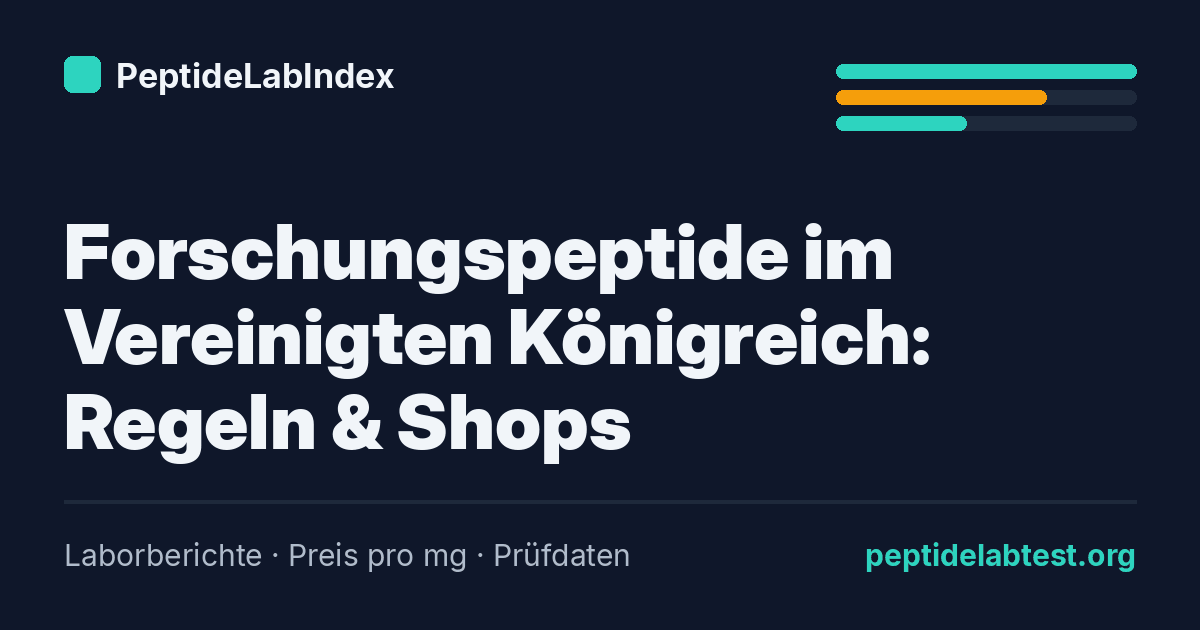 PeptideLabIndex
Forschungspeptide im
Vereinigten Königreich:
Regeln & Shops
Laborberichte · Preis pro mg · Prüfdaten
peptidelabtest.org